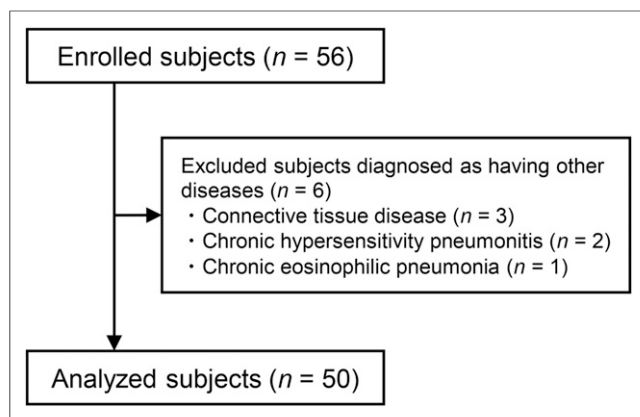 Enrolled subjects (n = 56)
Excluded subjects diagnosed as having other
diseases (n = 6)
・Connective tissue disease (n = 3)
・Chronic hypersensitivity pneumonitis (n = 2)
・Chronic eosinophilic pneumonia (n = 1)
Analyzed subjects (n = 50)